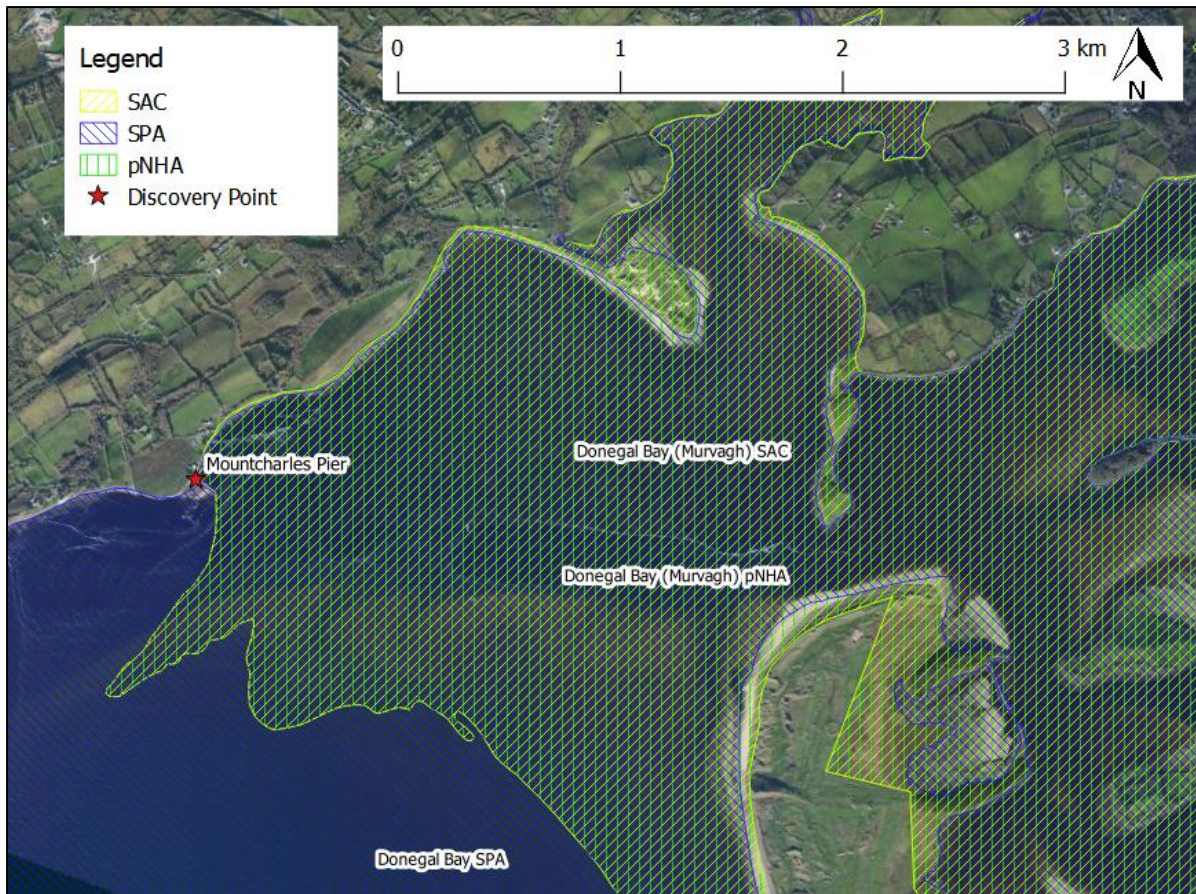 Legend
SAC
SPA
pNHA
Discovery Point
0 1 2 3 km
N
Mountcharles Pier
Donegal Bay (Murvagh) SAC
Donegal Bay (Murvagh) pNHA
Donegal Bay SPA